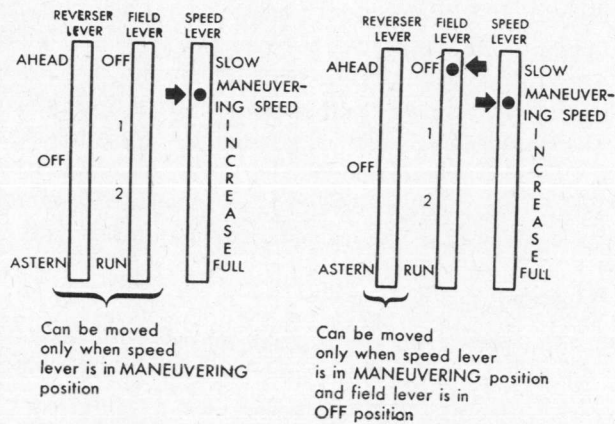 REVERSER LEVER
FIELD LEVER
SPEED LEVER
AHEAD
OFF
ASTERN
OFF
1
2
RUN
SLOW
MANEUVER-
ING SPEED
INCREASE
FULL
Can be moved
only when speed
lever is in MANEUVERING
position
REVERSER LEVER
FIELD LEVER
SPEED LEVER
AHEAD
OFF
ASTERN
OFF
1
2
RUN
SLOW
MANEUVER-
ING SPEED
INCREASE
FULL
Can be moved
only when speed lever
is in MANEUVERING position
and field lever is in
OFF position